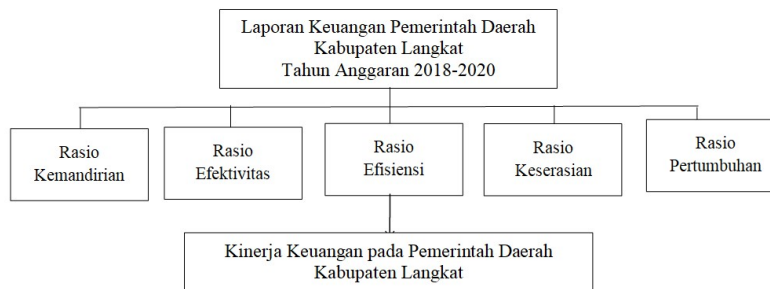 Laporan Keuangan Pemerintah Daerah
Kabupaten Langkat
Tahun Anggaran 2018-2020
Rasio
Kemandirian
Rasio
Efektivitas
Rasio
Efisiensi
Rasio
Keserasian
Rasio
Pertumbuhan
Kinerja Keuangan pada Pemerintah Daerah
Kabupaten Langkat